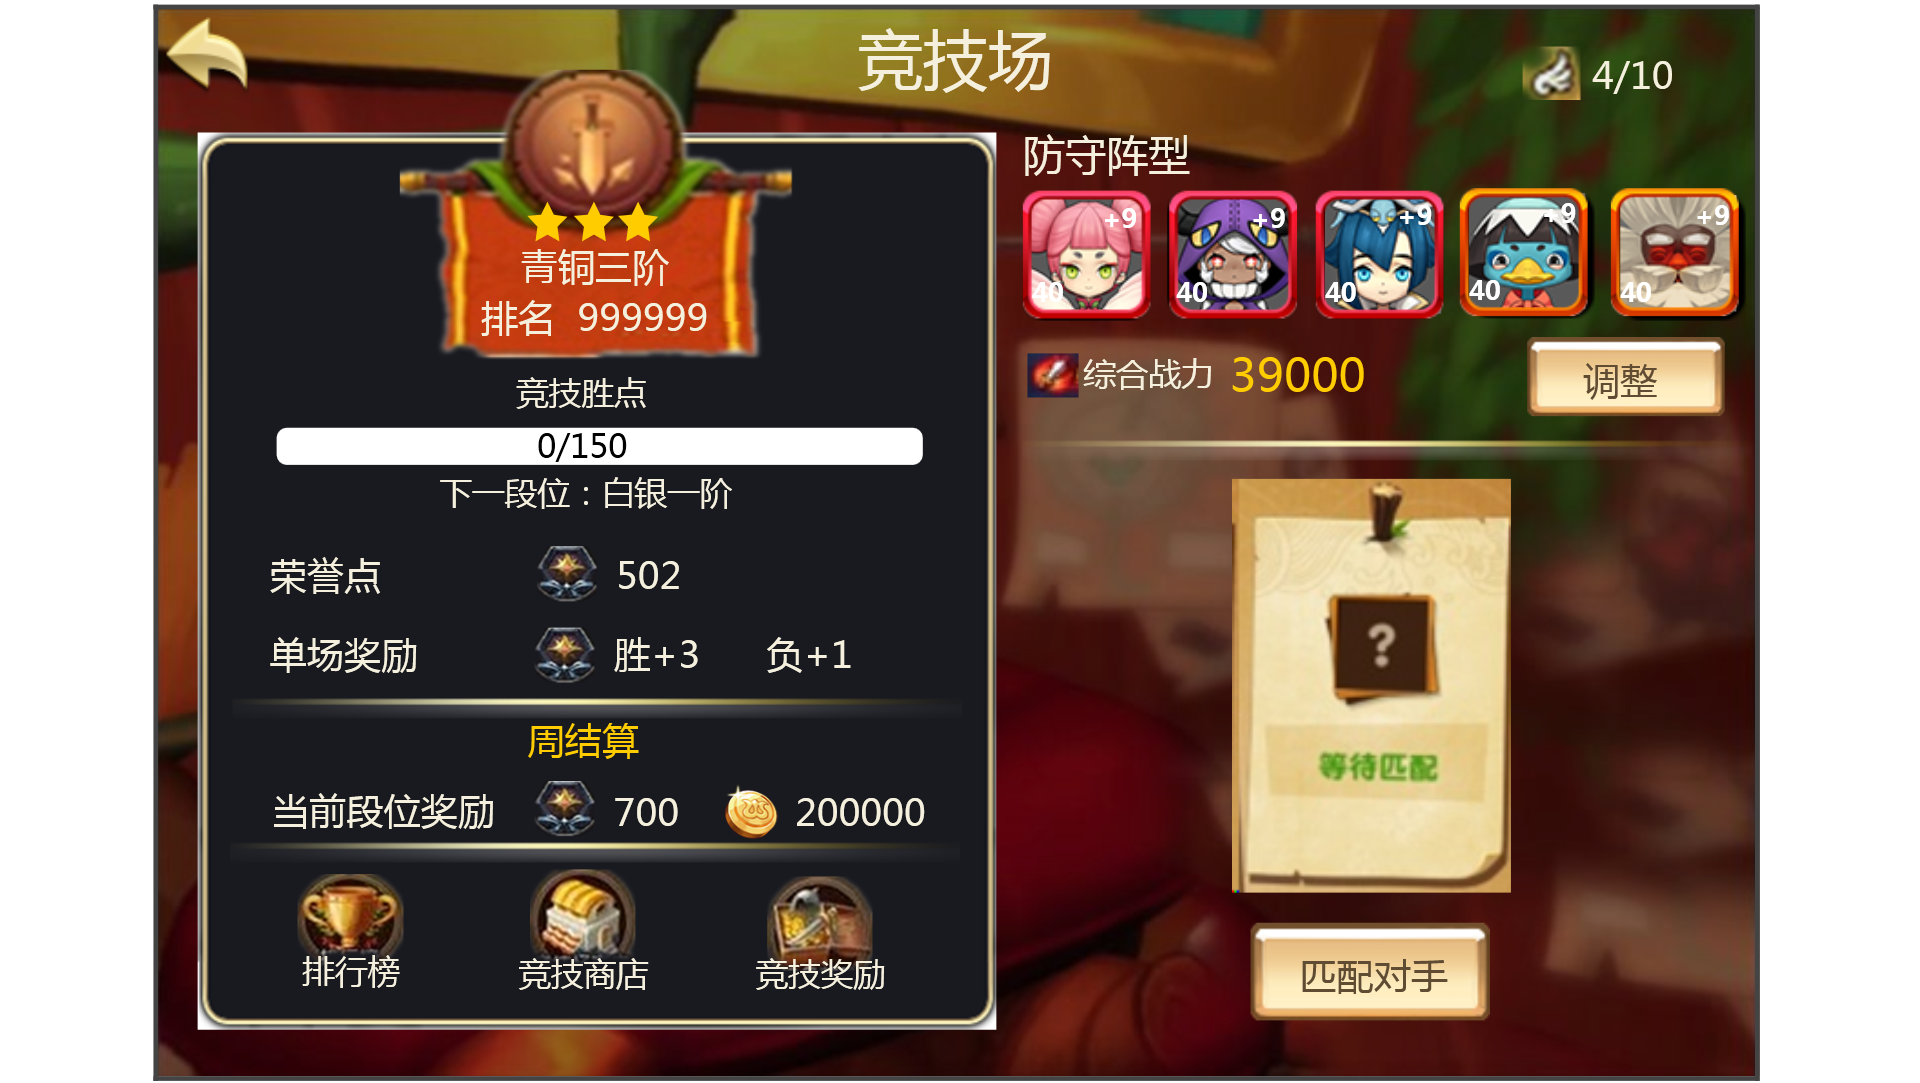 竞技场
4/10
青铜三阶
排名 999999
竞技胜点
0/150
下一段位：白银一阶
荣誉点 502
单场奖励 胜+3 负+1
周结算
当前段位奖励 700 200000
排行榜 竞技商店 竞技奖励
防守阵型
+9 +9 +9 +9 +9
40 40 40 40 40
综合战力 39000
调整
?
等待匹配
匹配对手